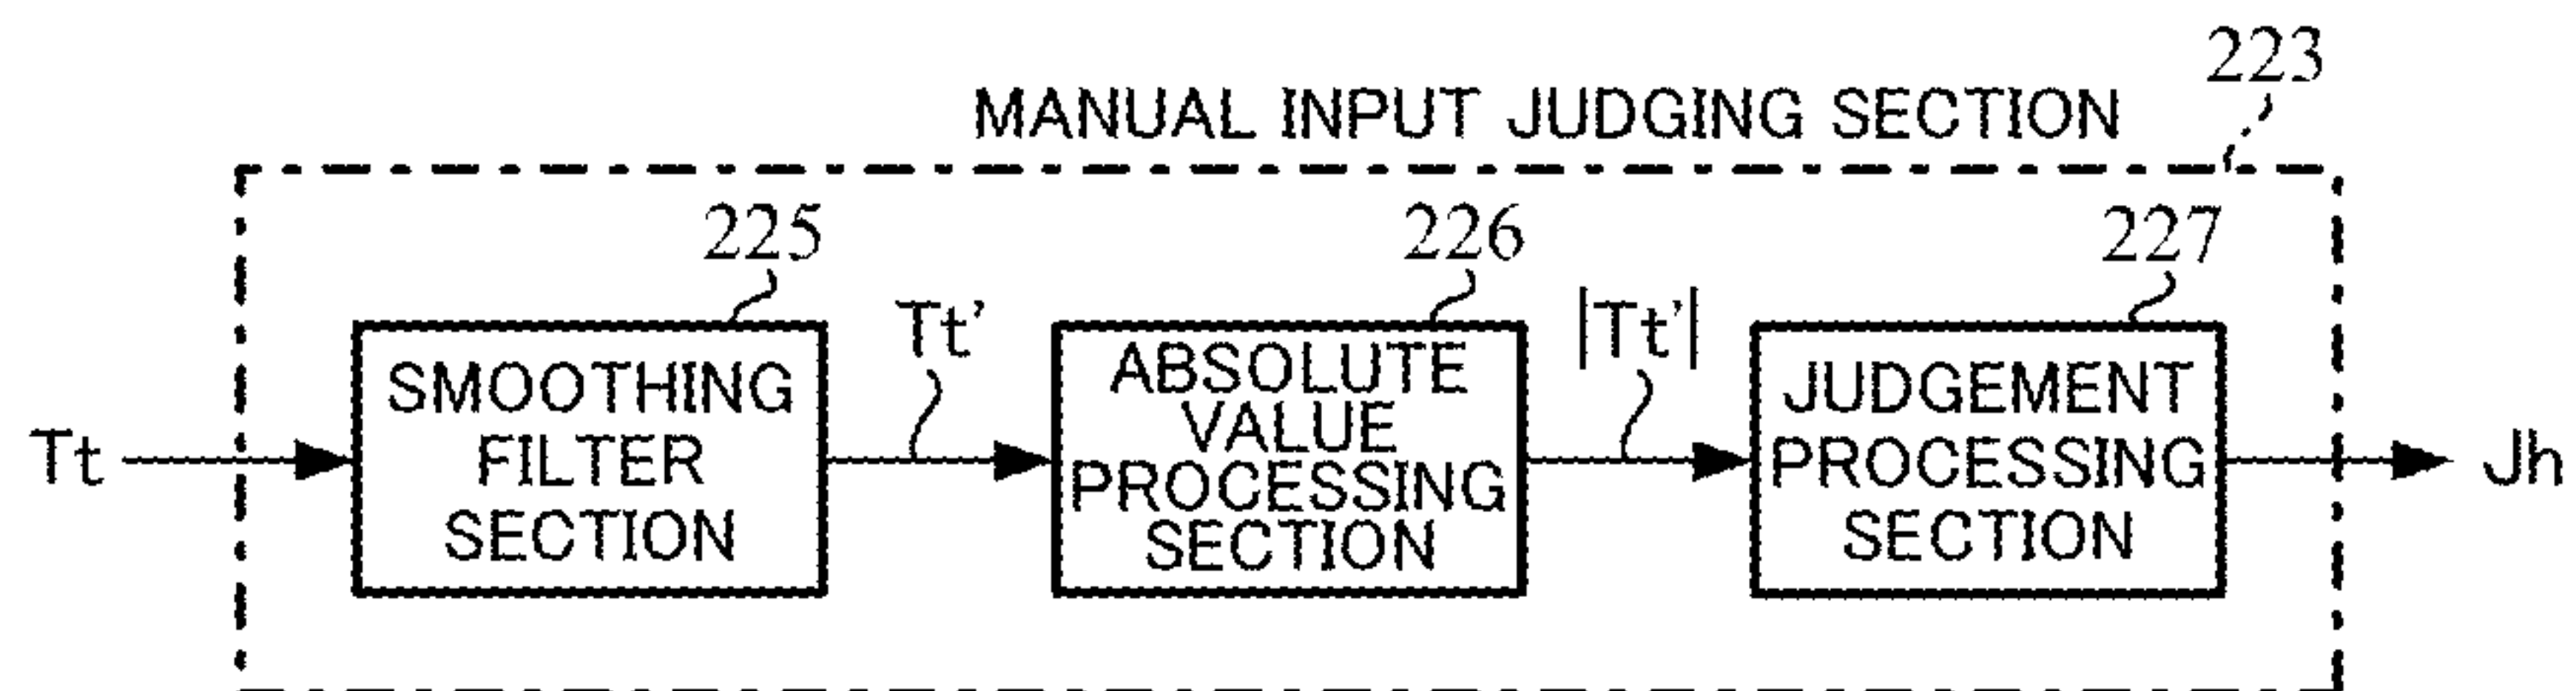 223
MANUAL INPUT JUDGING SECTION
225
226
227
Tt
SMOOTHING
FILTER
SECTION
Tt’
ABSOLUTE
VALUE
PROCESSING
SECTION
|Tt’|
JUDGEMENT
PROCESSING
SECTION
Jh